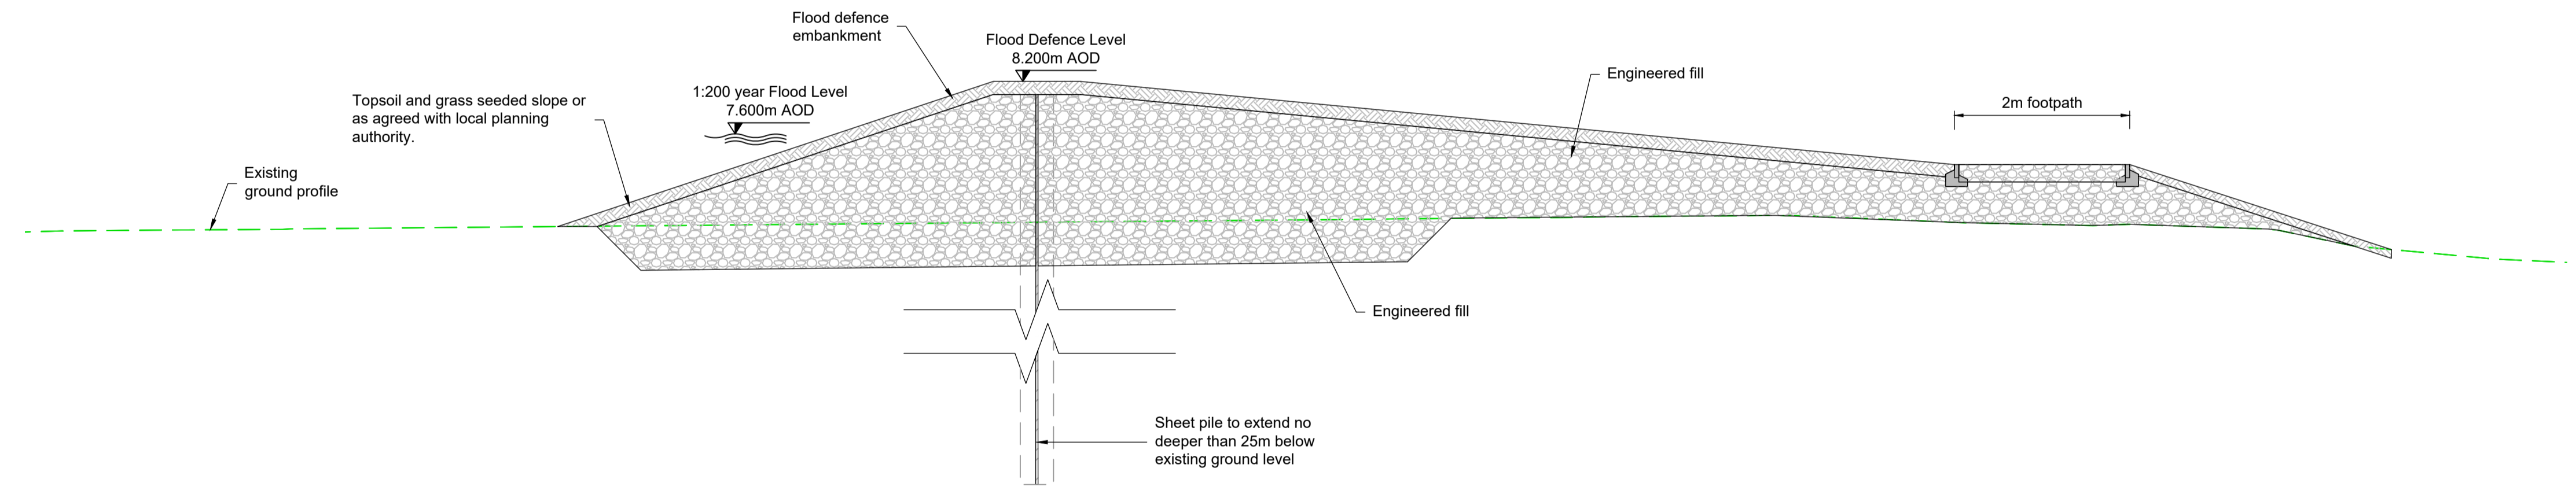 Flood defence
embankment
Flood Defence Level
8.200m AOD
Engineered fill
1:200 year Flood Level
7.600m AOD
Topsoil and grass seeded slope or
as agreed with local planning
authority.
2m footpath
Existing
ground profile
Engineered fill
Sheet pile to extend no
deeper than 25m below
existing ground level